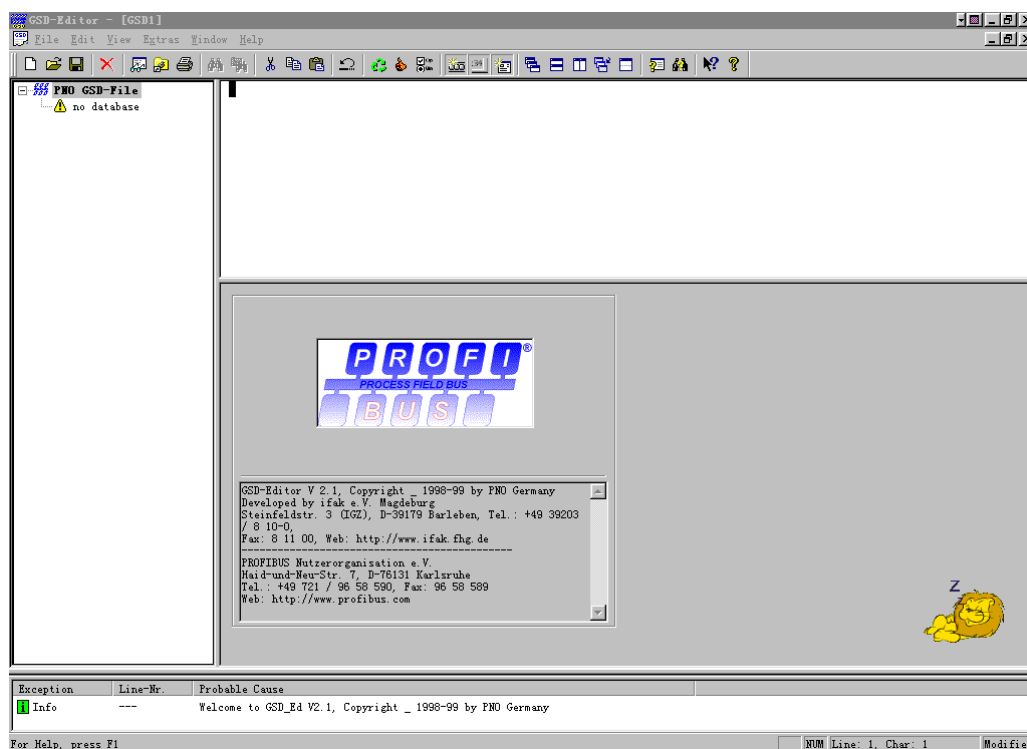 GSD-Editor - [GSD1]
File Edit View Extras Window Help
PNO GSD-File
no database
PROFI®
PROCESS FIELD BUS
BUS
GSD-Editor V 2.1, Copyright _ 1998-99 by PNO Germany
Developed by ifak e.V. Magdeburg
Steinfeldstr. 3 (IGZ), D-39179 Barleben, Tel.: +49 39203
/ 8 10-0,
Fax: 8 11 00, Web: http://www.ifak.fhg.de
----------------------------------------------
PROFIBUS Nutzerorganisation e.V.
Haid-und-Neu-Str. 7, D-76131 Karlsruhe
Tel.: +49 721 / 96 58 590, Fax: 96 58 589
Web: http://www.profibus.com
Z
Exception Line-Nr. Probable Cause
Info --- Welcome to GSD_Ed V2.1, Copyright _ 1998-99 by PNO Germany
For Help, press F1 NUM Line: 1, Char: 1 Modifie